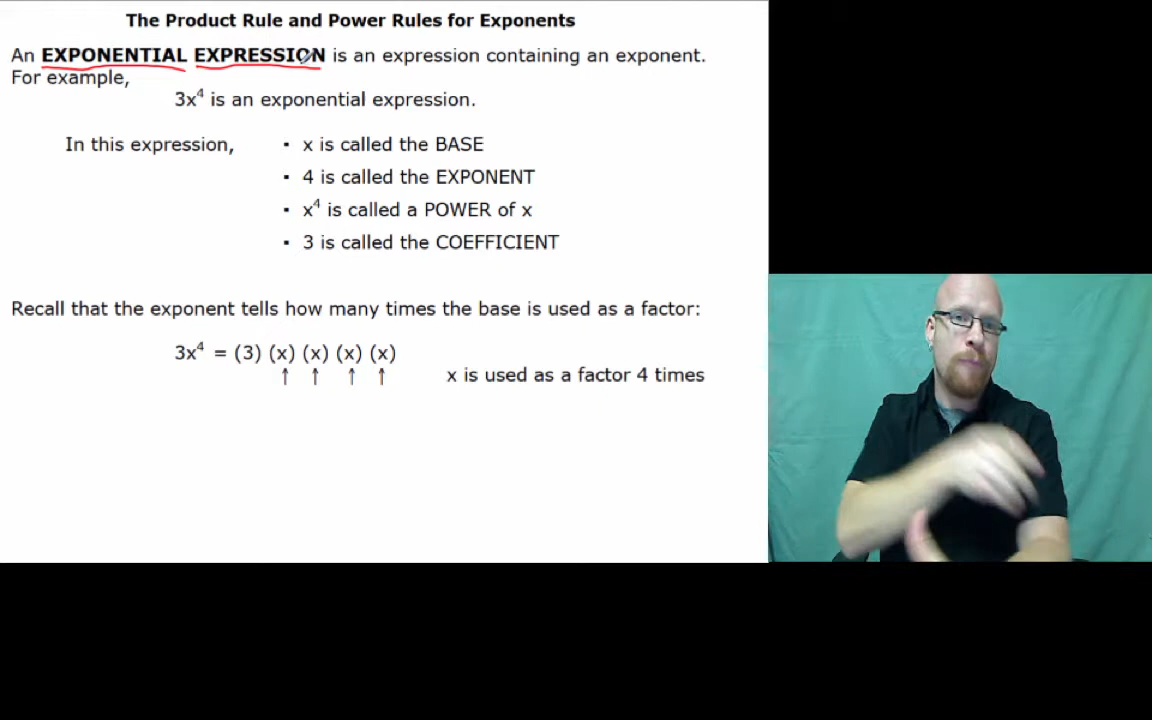 The Product Rule and Power Rules for Exponents
An EXPONENTIAL EXPRESSION is an expression containing an exponent.
For example,
3x⁴ is an exponential expression.
In this expression, ▪ x is called the BASE
▪ 4 is called the EXPONENT
▪ x⁴ is called a POWER of x
▪ 3 is called the COEFFICIENT
Recall that the exponent tells how many times the base is used as a factor:
3x⁴ = (3) (x) (x) (x) (x)
↑ ↑ ↑ ↑ x is used as a factor 4 times